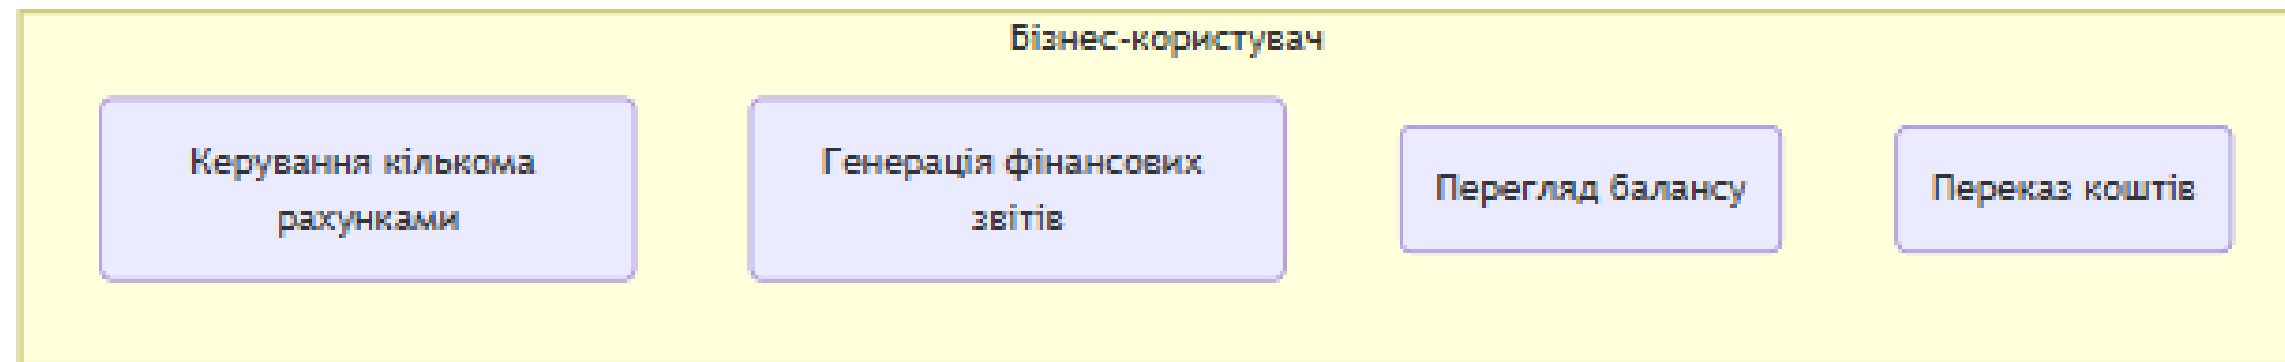 Бізнес-користувач
Керування кількома
рахунками
Генерація фінансових
звітів
Перегляд балансу
Переказ коштів